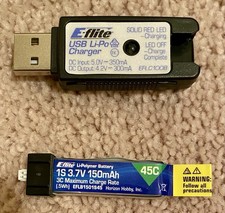 E-flite
USB Li-Po
Charger
DC Input: 5.0V⎓350mA
DC Output: 4.2V⎓300mA
SOLID RED LED
-Charging
LED OFF
-Charge
Complete
EFLC1008
E-flite
Li-Polymer Battery
1S 3.7V 150mAh
3C Maximum Charge Rate
(.5Wh) EFLB1501S45
Horizon Hobby, Inc.
45C
WARNING
Follow all
precautions.